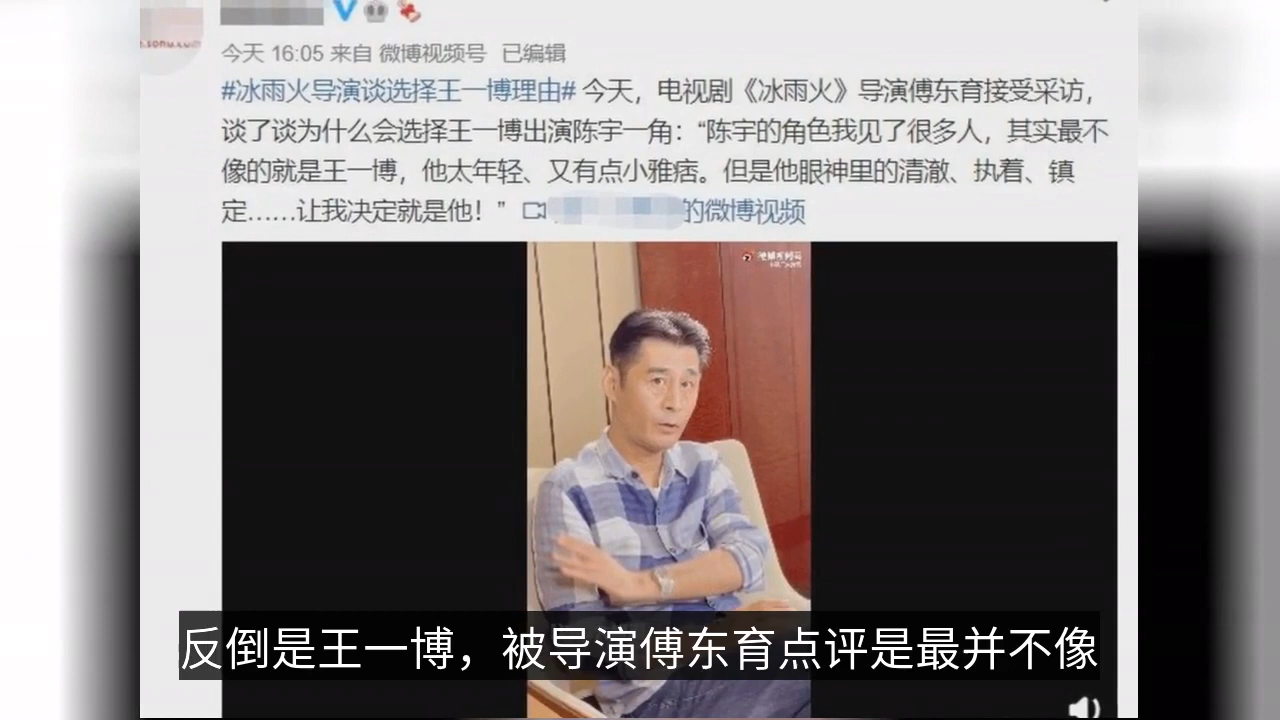 今天 16:05 来自 微博视频号 已编辑
#冰雨火导演谈选择王一博理由# 今天，电视剧《冰雨火》导演傅东育接受采访，
谈了谈为什么会选择王一博出演陈宇一角：“陈宇的角色我见了很多人，其实最不
像的就是王一博，他太年轻、又有点小雅痞。但是他眼神里的清澈、执着、镇
定……让我决定就是他！” 的微博视频
反倒是王一博，被导演傅东育点评是最并不像